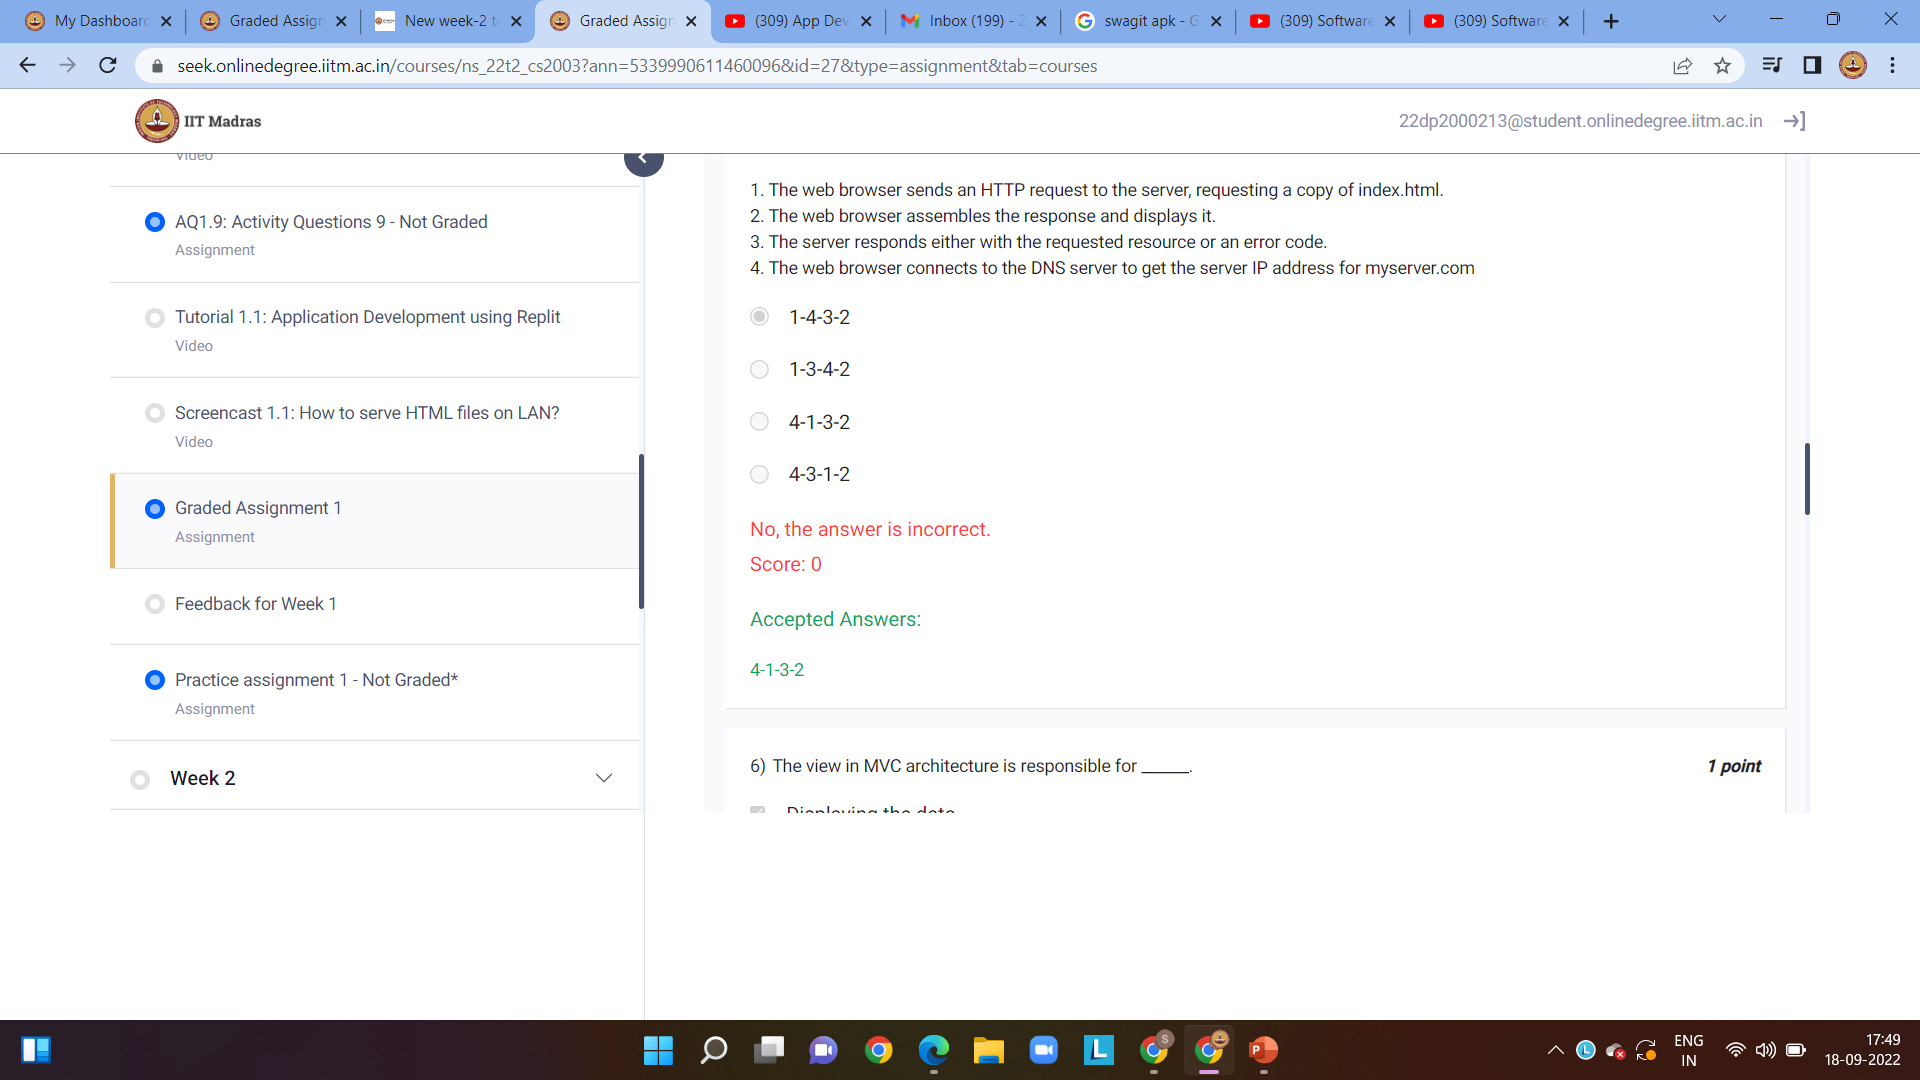 My Dashboar
Graded Assign
New week-2 t
Graded Assign
(309) App Dev
Inbox (199) - 2
swagit apk - G
(309) Software
(309) Software
seek.onlinedegree.iitm.ac.in/courses/ns_22t2_cs2003?ann=5339990611460096&id=27&type=assignment&tab=courses
IIT Madras
22dp2000213@student.onlinedegree.iitm.ac.in
Video
AQ1.9: Activity Questions 9 - Not Graded
Assignment
Tutorial 1.1: Application Development using Replit
Video
Screencast 1.1: How to serve HTML files on LAN?
Video
Graded Assignment 1
Assignment
Feedback for Week 1
Practice assignment 1 - Not Graded*
Assignment
Week 2
1. The web browser sends an HTTP request to the server, requesting a copy of index.html.
2. The web browser assembles the response and displays it.
3. The server responds either with the requested resource or an error code.
4. The web browser connects to the DNS server to get the server IP address for myserver.com
1-4-3-2
1-3-4-2
4-1-3-2
4-3-1-2
No, the answer is incorrect.
Score: 0
Accepted Answers:
4-1-3-2
6) The view in MVC architecture is responsible for ______.
1 point
Displaying the data
ENG
IN
17:49
18-09-2022